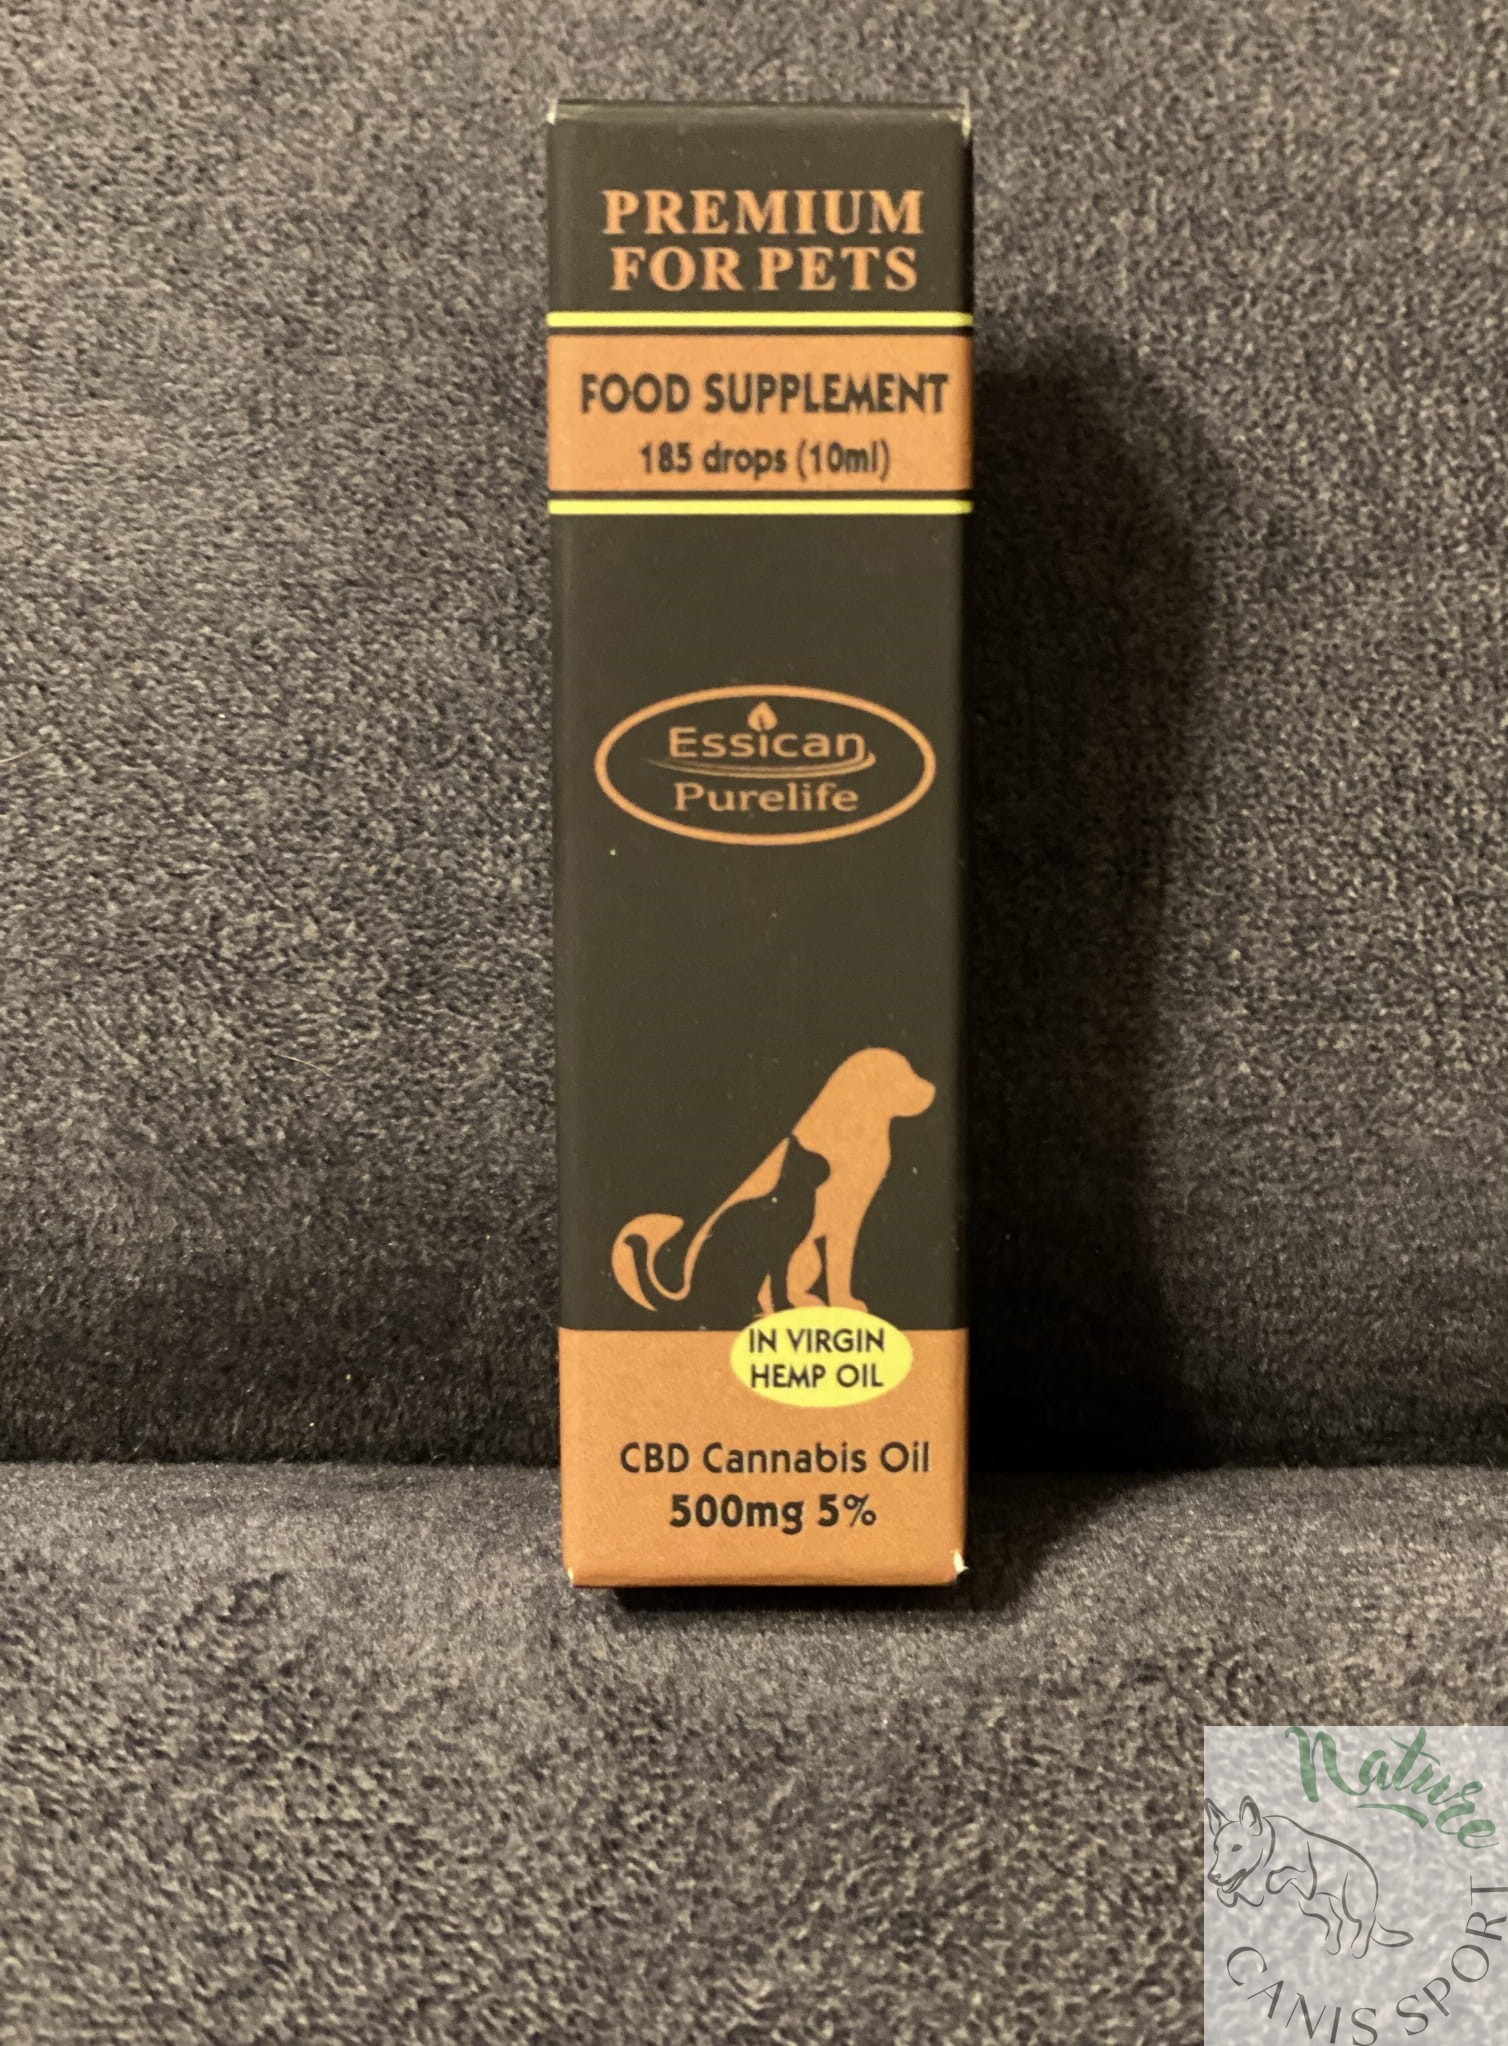 PREMIUM
FOR PETS
FOOD SUPPLEMENT
185 drops (10ml)
Essican
Purelife
IN VIRGIN
HEMP OIL
CBD Cannabis Oil
500mg 5%
Nature
CANIS SPORT